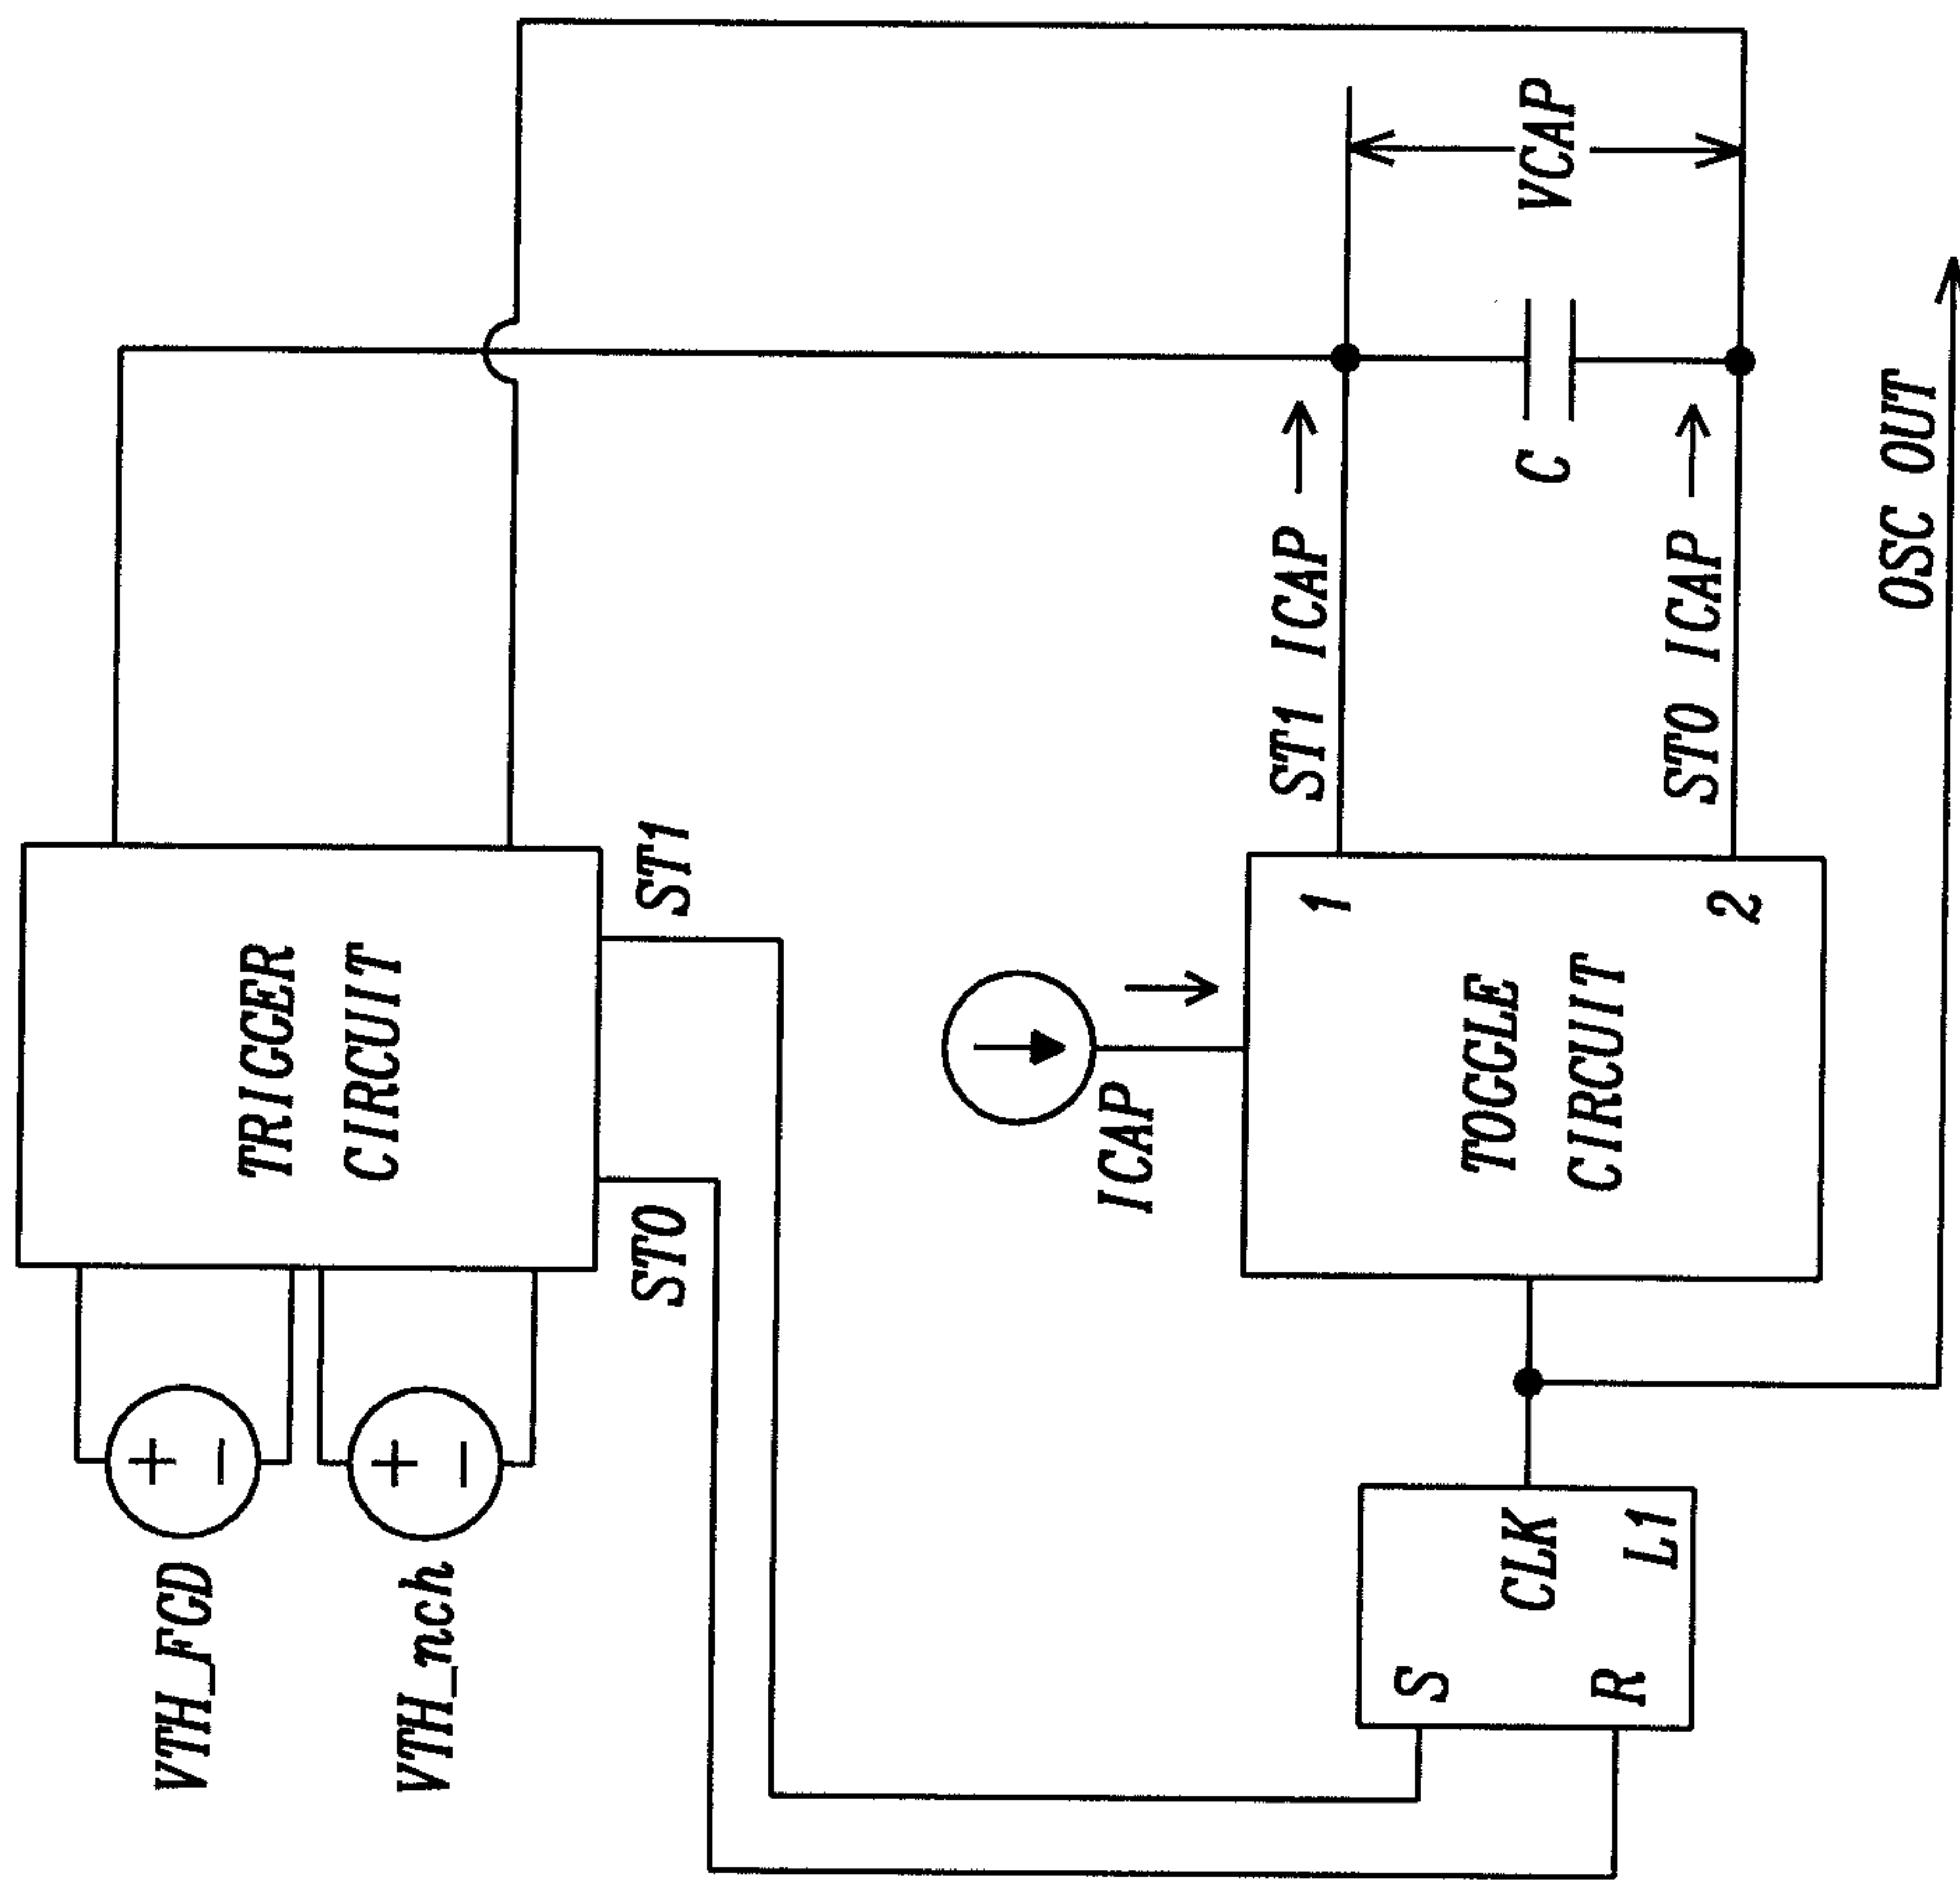 VTH_FGD
VTH_nch
+
−
+
−
TRIGGER
CIRCUIT
ST0
ST1
ICAP
S
R
CLK
L1
TOGGLE
CIRCUIT
1
2
ST1 ICAP
ST0 ICAP
C
VCAP
OSC OUT